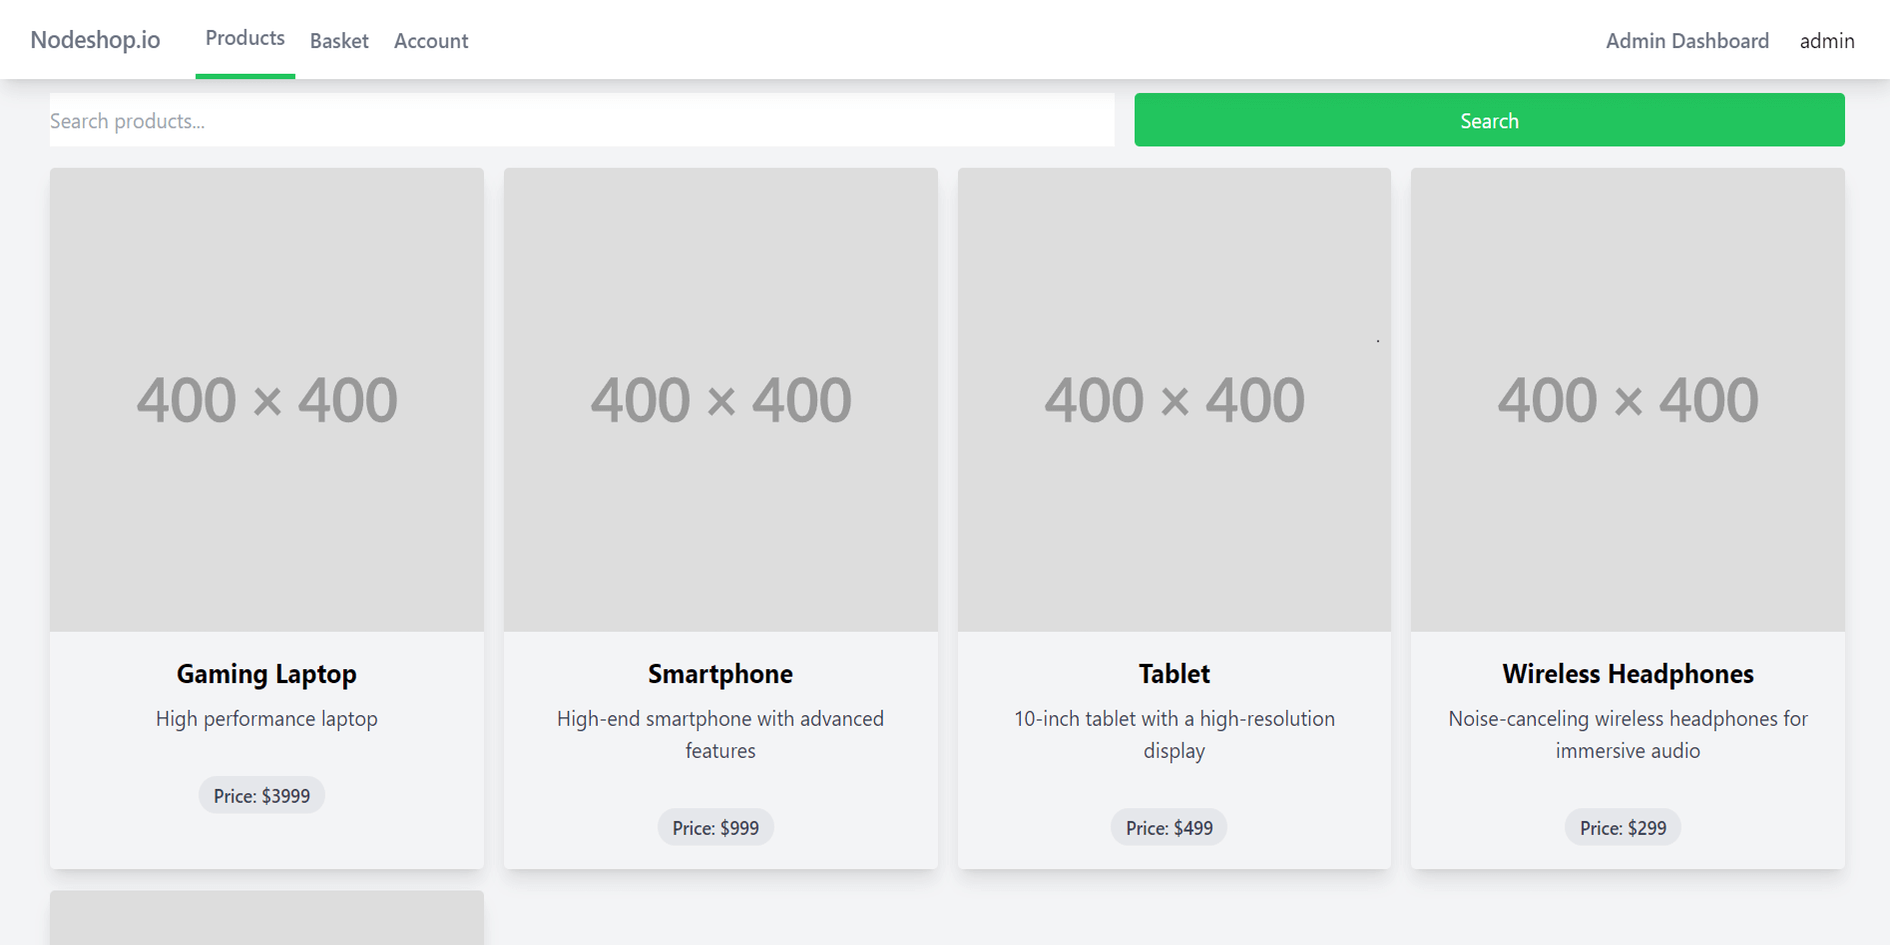 Nodeshop.io Products Basket Account Admin Dashboard admin
Search products... Search
400 × 400 400 × 400 400 × 400 400 × 400
Gaming Laptop
High performance laptop
Price: $3999
Smartphone
High-end smartphone with advanced
features
Price: $999
Tablet
10-inch tablet with a high-resolution
display
Price: $499
Wireless Headphones
Noise-canceling wireless headphones for
immersive audio
Price: $299